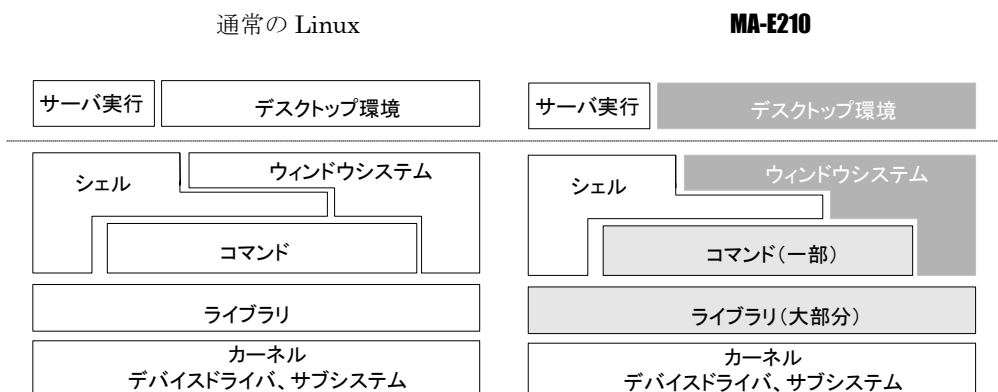 通常の Linux
MA-E210
サーバ実行
デスクトップ環境
サーバ実行
デスクトップ環境
シェル
ウィンドウシステム
シェル
ウィンドウシステム
コマンド
コマンド(一部)
ライブラリ
ライブラリ(大部分)
カーネル
デバイスドライバ、サブシステム
カーネル
デバイスドライバ、サブシステム